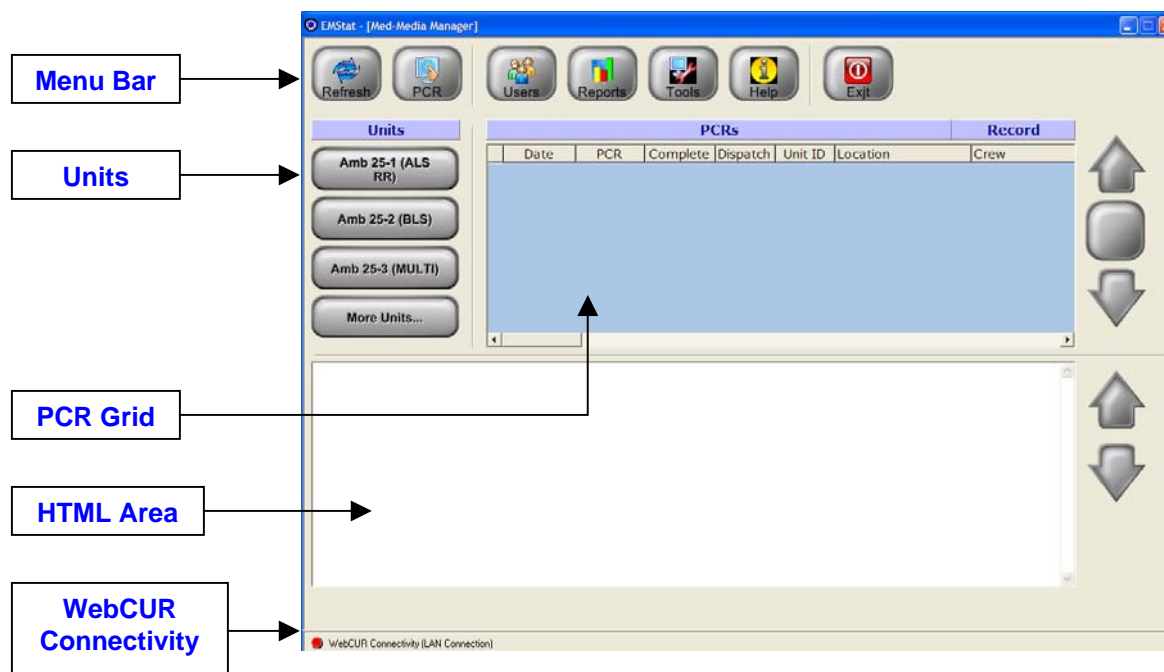 EMStat - [Med-Media Manager]
Menu Bar
Refresh
PCR
Users
Reports
Tools
Help
Exit
Units
PCRs
Record
Date
PCR
Complete
Dispatch
Unit ID
Location
Crew
Units
Amb 25-1 (ALS
RR)
Amb 25-2 (BLS)
Amb 25-3 (MULTI)
More Units...
PCR Grid
HTML Area
WebCUR
Connectivity
WebCUR Connectivity (LAN Connection)